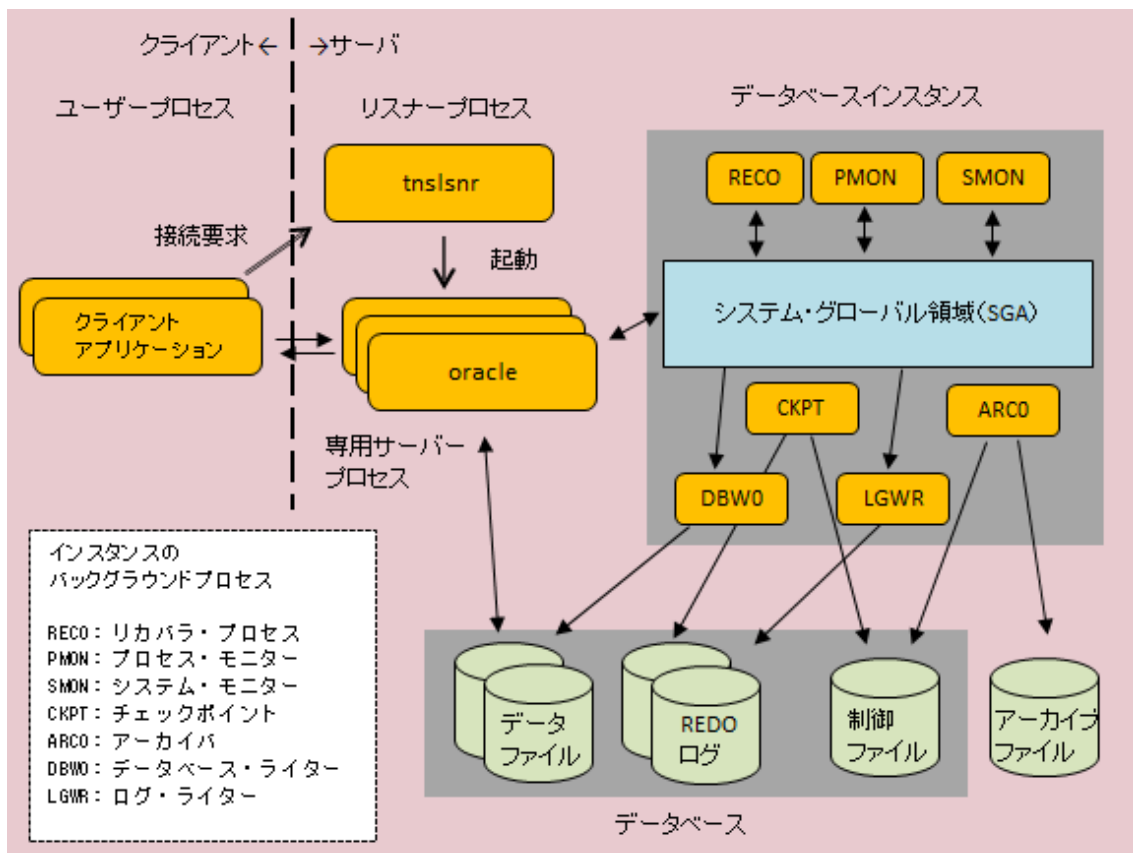 クライアント← →サーバ
ユーザープロセス
リスナープロセス
データベースインスタンス
tnslsnr
RECO
PMON
SMON
接続要求
起動
クライアント
アプリケーション
oracle
システム・グローバル領域(SGA)
CKPT
ARC0
専用サーバー
プロセス
DBW0
LGWR
インスタンスの
バックグラウンドプロセス
RECO: リカバラ・プロセス
PMON: プロセス・モニター
SMON: システム・モニター
CKPT: チェックポイント
ARC0: アーカイバ
DBW0: データベース・ライター
LGWR: ログ・ライター
データ
ファイル
REDO
ログ
制御
ファイル
アーカイブ
ファイル
データベース